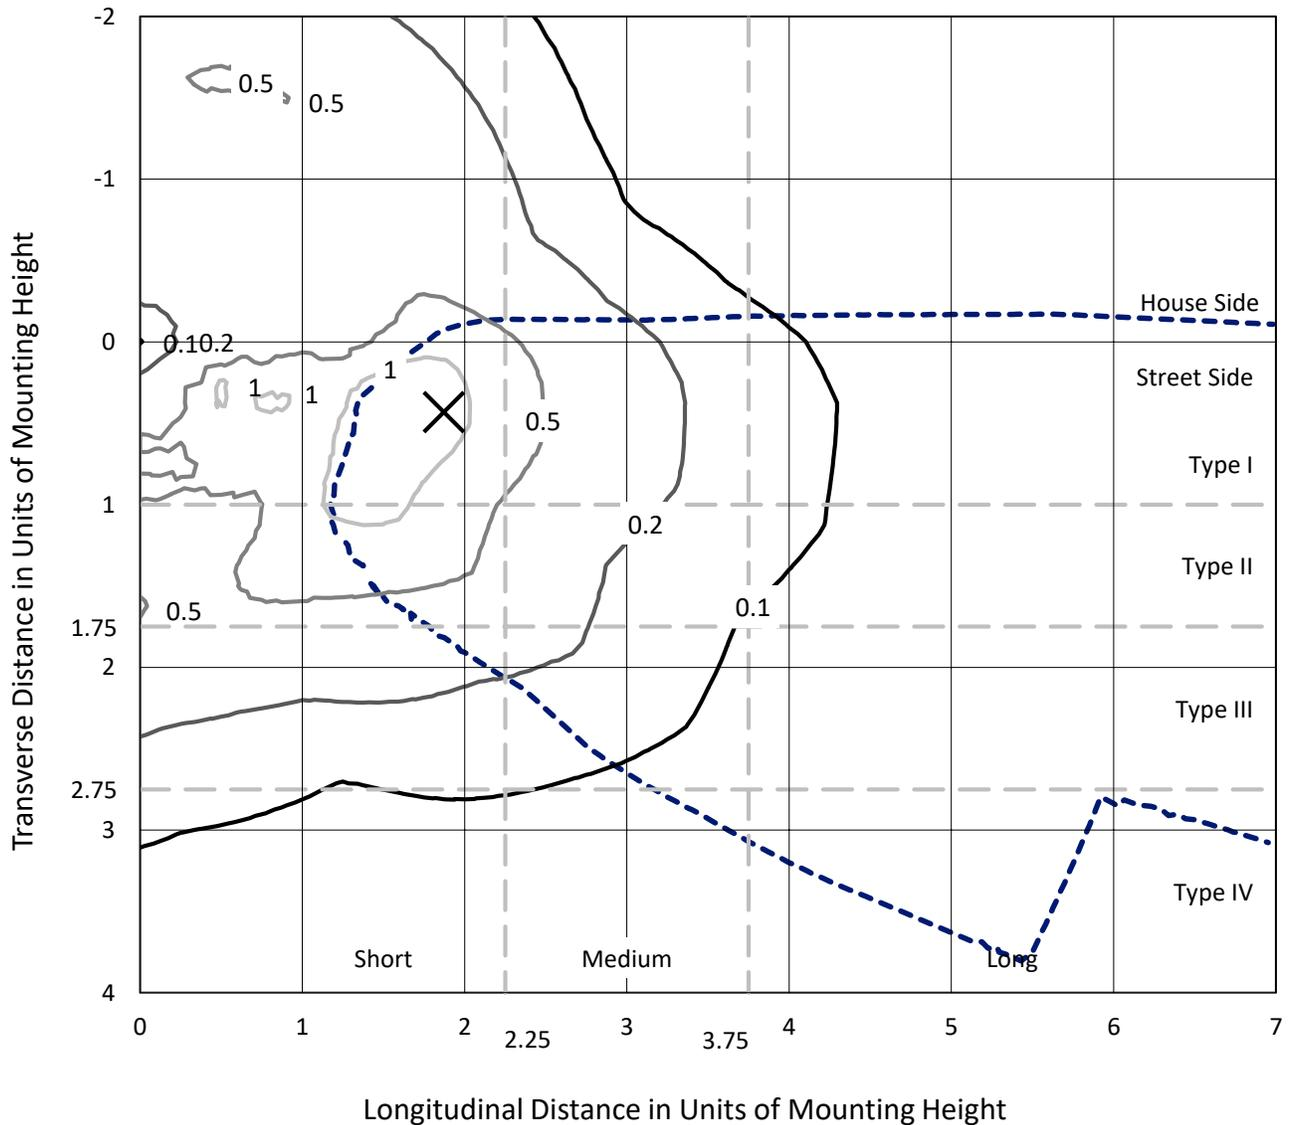 -2
0.5
0.5
-1
House Side
0
0.10.2
1
Street Side
1
1
0.5
Type I
1
0.2
Type II
0.5
0.1
1.75
2
Type III
2.75
3
Type IV
Short
Medium
Long
4
0
1
2
2.25
3
3.75
4
5
6
7
Transverse Distance in Units of Mounting Height
Longitudinal Distance in Units of Mounting Height